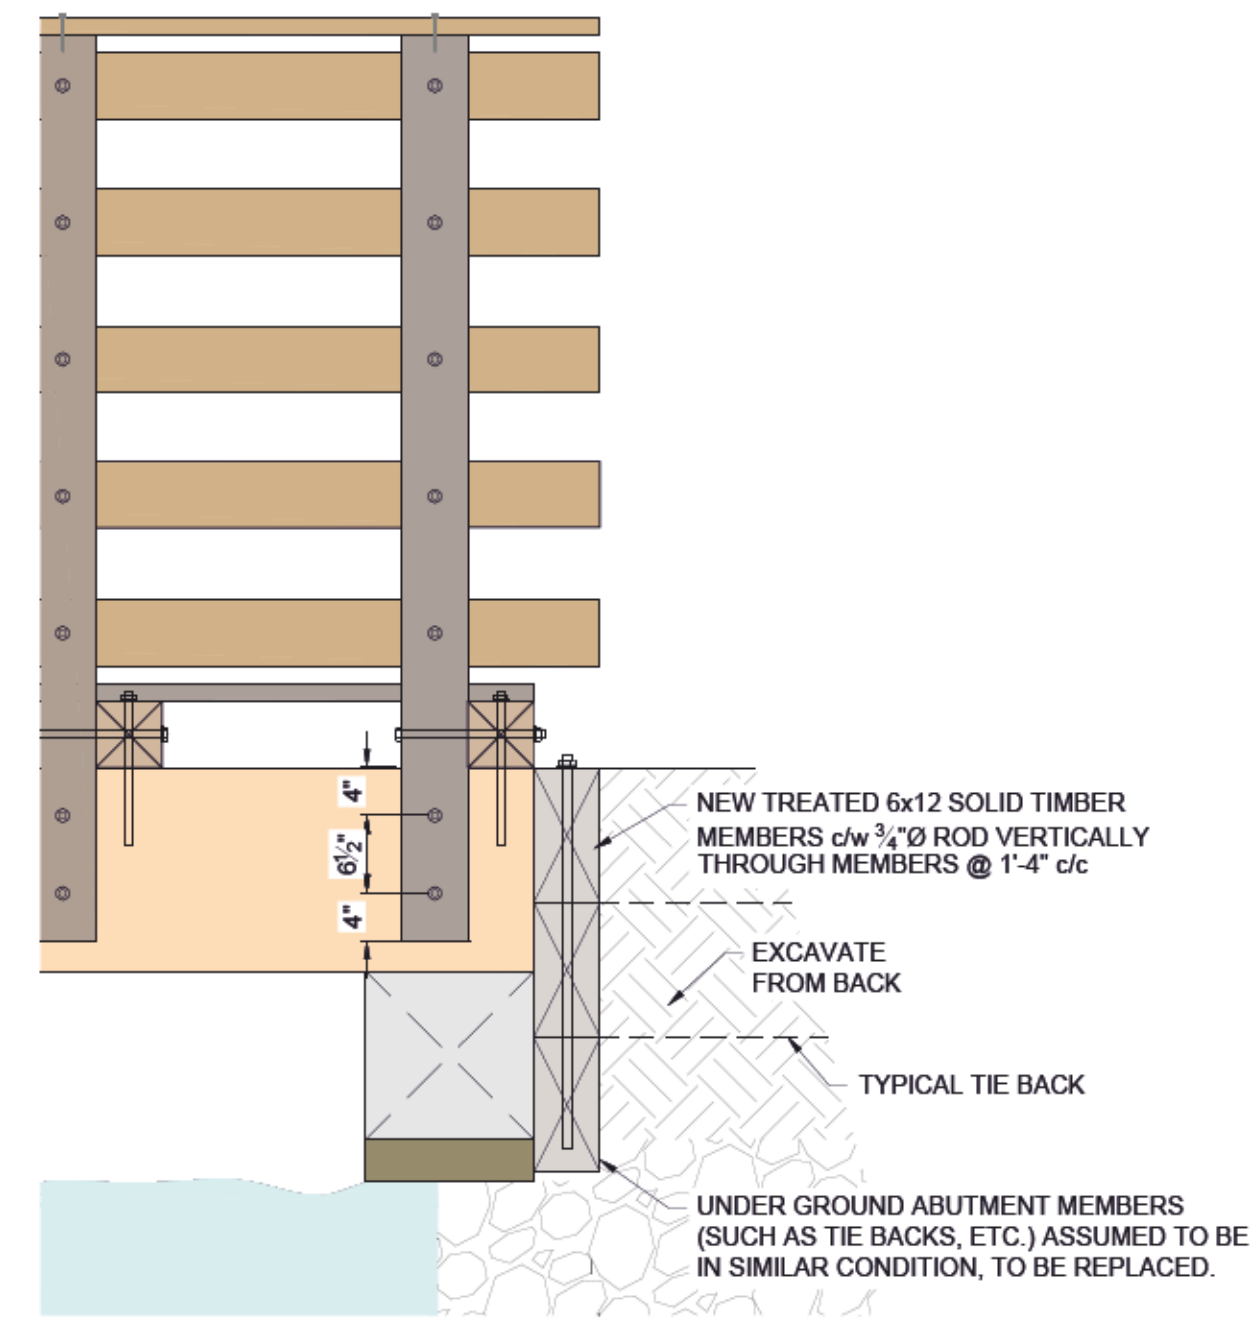 4"
6½"
4"
NEW TREATED 6x12 SOLID TIMBER
MEMBERS c/w ¾"Ø ROD VERTICALLY
THROUGH MEMBERS @ 1'-4" c/c
EXCAVATE
FROM BACK
TYPICAL TIE BACK
UNDER GROUND ABUTMENT MEMBERS
(SUCH AS TIE BACKS, ETC.) ASSUMED TO BE
IN SIMILAR CONDITION, TO BE REPLACED.